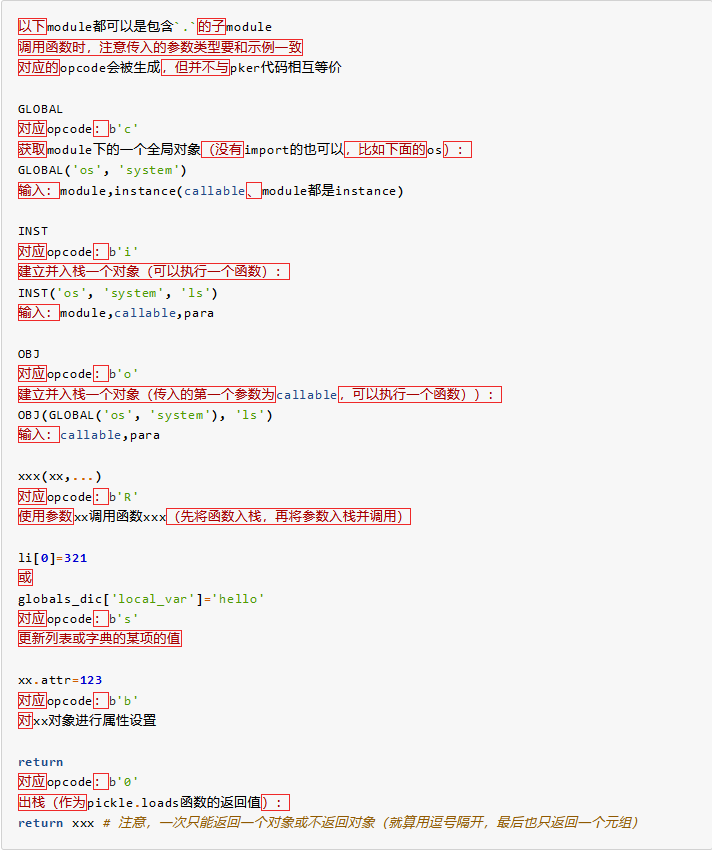 以下module都可以是包含`.`的子module
调用函数时，注意传入的参数类型要和示例一致
对应的opcode会被生成，但并不与pker代码相互等价
GLOBAL
对应opcode：b'c'
获取module下的一个全局对象（没有import的也可以，比如下面的os）：
GLOBAL('os', 'system')
输入：module,instance(callable、module都是instance)
INST
对应opcode：b'i'
建立并入栈一个对象（可以执行一个函数）：
INST('os', 'system', 'ls')
输入：module,callable,para
OBJ
对应opcode：b'o'
建立并入栈一个对象（传入的第一个参数为callable，可以执行一个函数））：
OBJ(GLOBAL('os', 'system'), 'ls')
输入：callable,para
xxx(xx,...)
对应opcode：b'R'
使用参数xx调用函数xxx（先将函数入栈，再将参数入栈并调用）
li[0]=321
或
globals_dic['local_var']='hello'
对应opcode：b's'
更新列表或字典的某项的值
xx.attr=123
对应opcode：b'b'
对xx对象进行属性设置
return
对应opcode：b'0'
出栈（作为pickle.loads函数的返回值）：
return xxx # 注意，一次只能返回一个对象或不返回对象（就算用逗号隔开，最后也只返回一个元组）